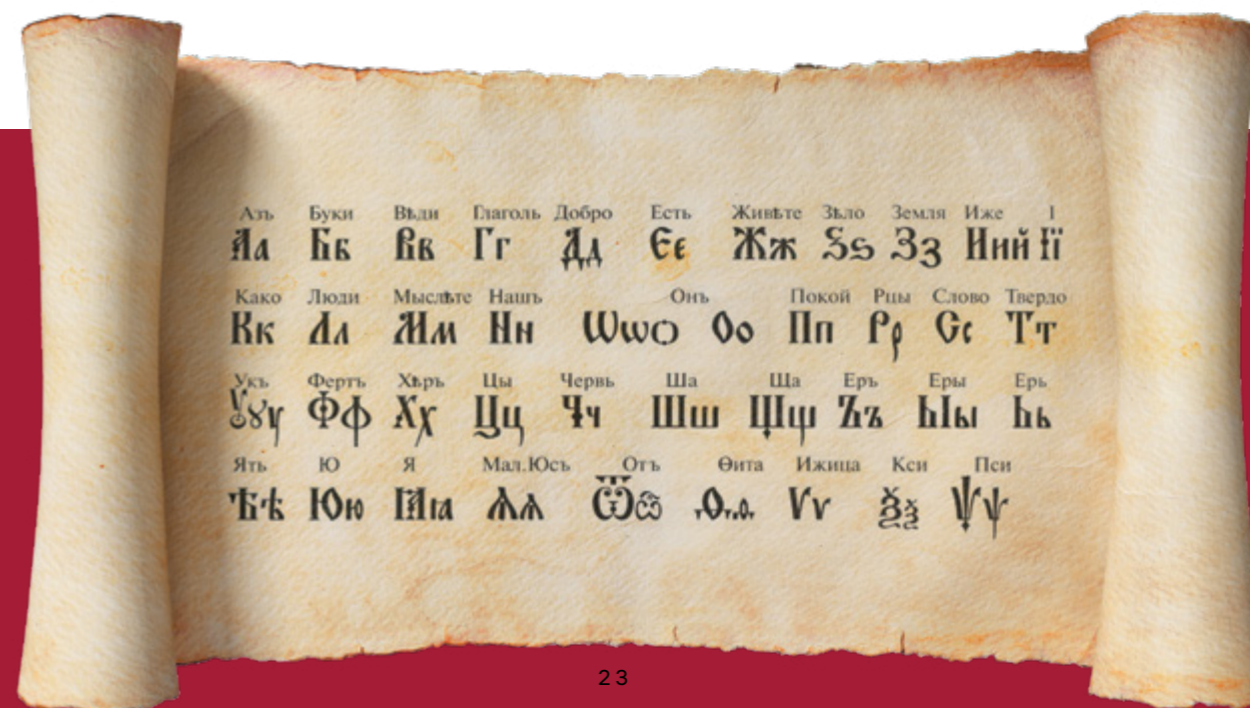 Азъ Буки Вѣди Глаголь Добро Есть Живѣте Зѣло Земля Иже I
Аа Бб Вв Гг Дд Єє Жж Ѕѕ Зз Иий Її
Како Люди Мыслѣте Нашъ Онъ Покой Рцы Слово Твердо
Кк Лл Мм Нн Ѡѡ Оо Пп Рр Сс Тт
Укъ Фертъ Хѣръ Цы Червь Ша Ща Еръ Еры Ерь
Ѹꙋу Фф Хх Цц Чч Шш Щщ Ъъ Ыы Ьь
Ять Ю Я Мал.Юсъ Отъ Ѳита Ижица Кси Пси
Ѣѣ Юю Ꙗꙗ Ѧѧ Ѿѿ Ѳѳ Ѵѵ Ѯѯ Ѱѱ
23